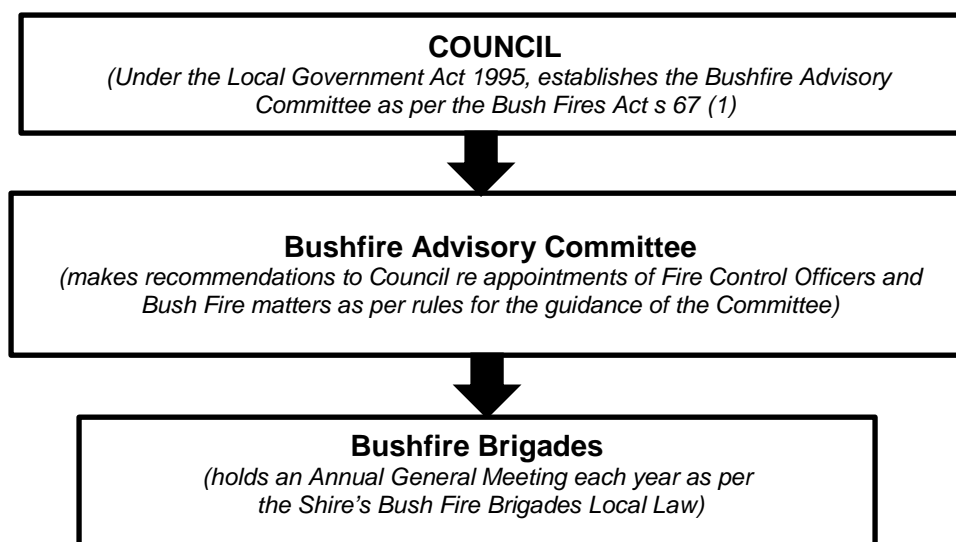 COUNCIL
(Under the Local Government Act 1995, establishes the Bushfire Advisory
Committee as per the Bush Fires Act s 67 (1)
Bushfire Advisory Committee
(makes recommendations to Council re appointments of Fire Control Officers and
Bush Fire matters as per rules for the guidance of the Committee)
Bushfire Brigades
(holds an Annual General Meeting each year as per
the Shire's Bush Fire Brigades Local Law)